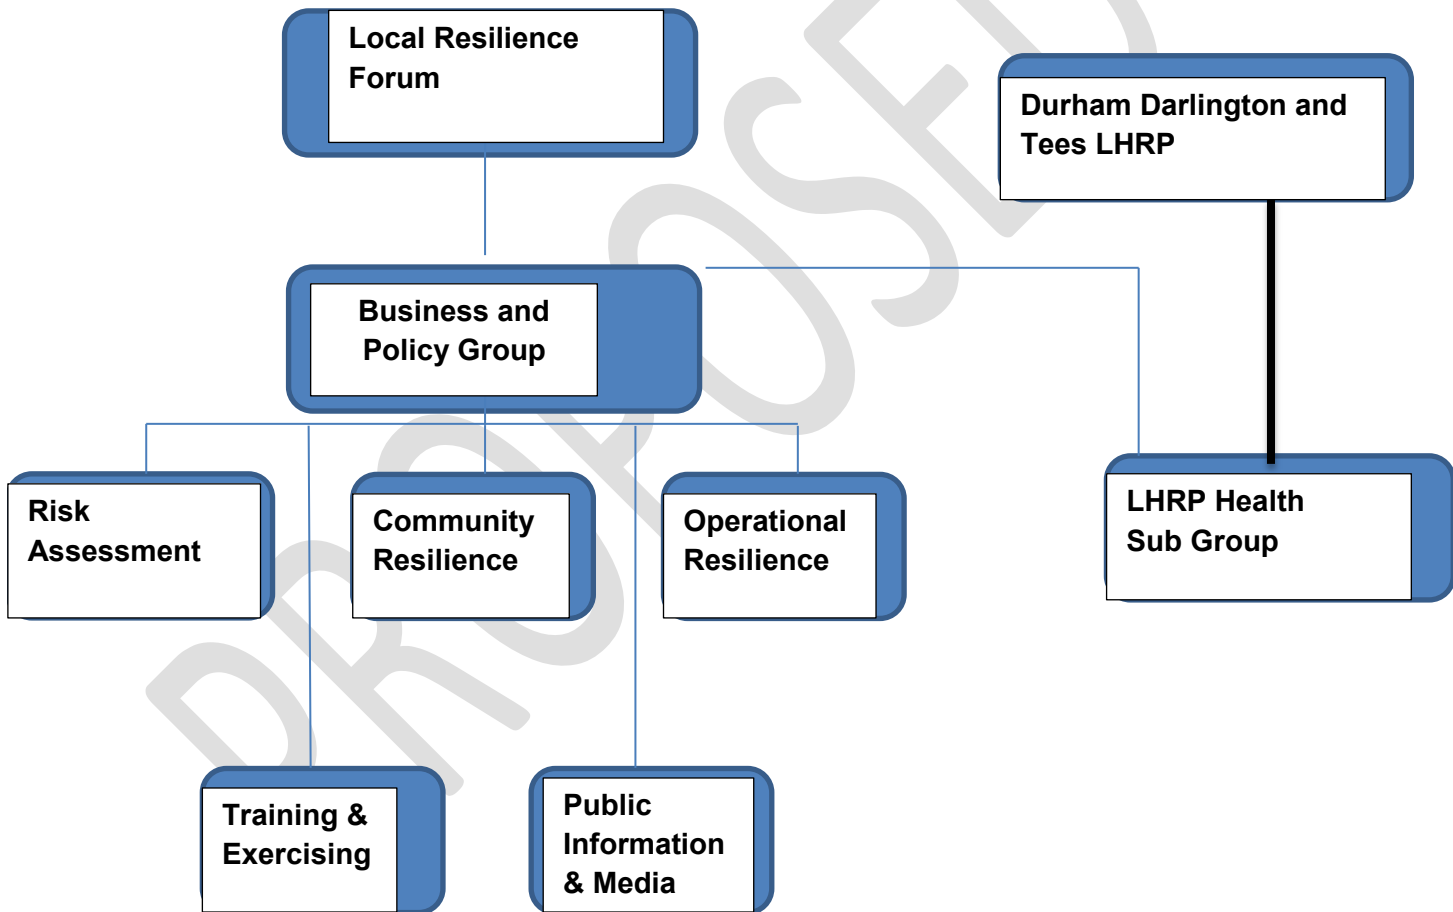 Local Resilience
Forum
Durham Darlington and
Tees LHRP
Business and
Policy Group
Risk
Assessment
Community
Resilience
Operational
Resilience
LHRP Health
Sub Group
Training &
Exercising
Public
Information
& Media
PROPOSED